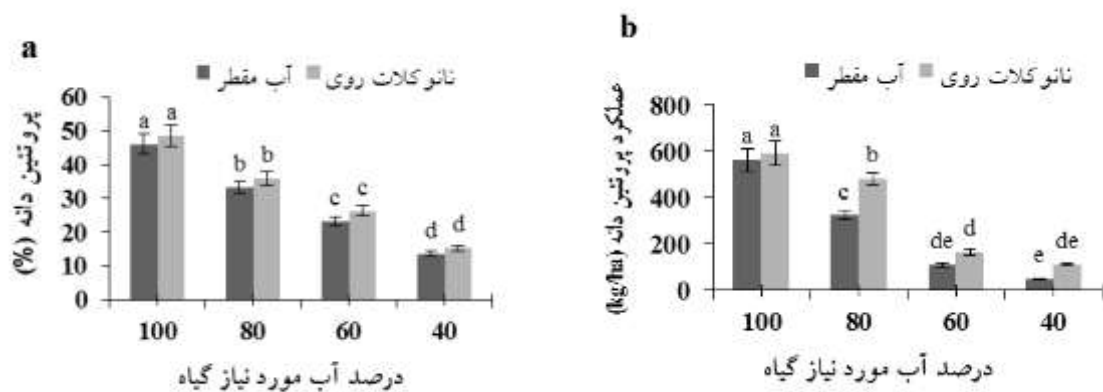 a
آب مقطر نانو کلات روی
پروتئین دانه (%)
60
50
40
30
20
10
0
a a
b b
c c
d d
100 80 60 40
درصد آب مورد نیاز گیاه
b
آب مقطر نانو کلات روی
عملکرد پروتئین دانه (kg/ha)
800
600
400
200
0
a a
c b
de d
e de
100 80 60 40
درصد آب مورد نیاز گیاه